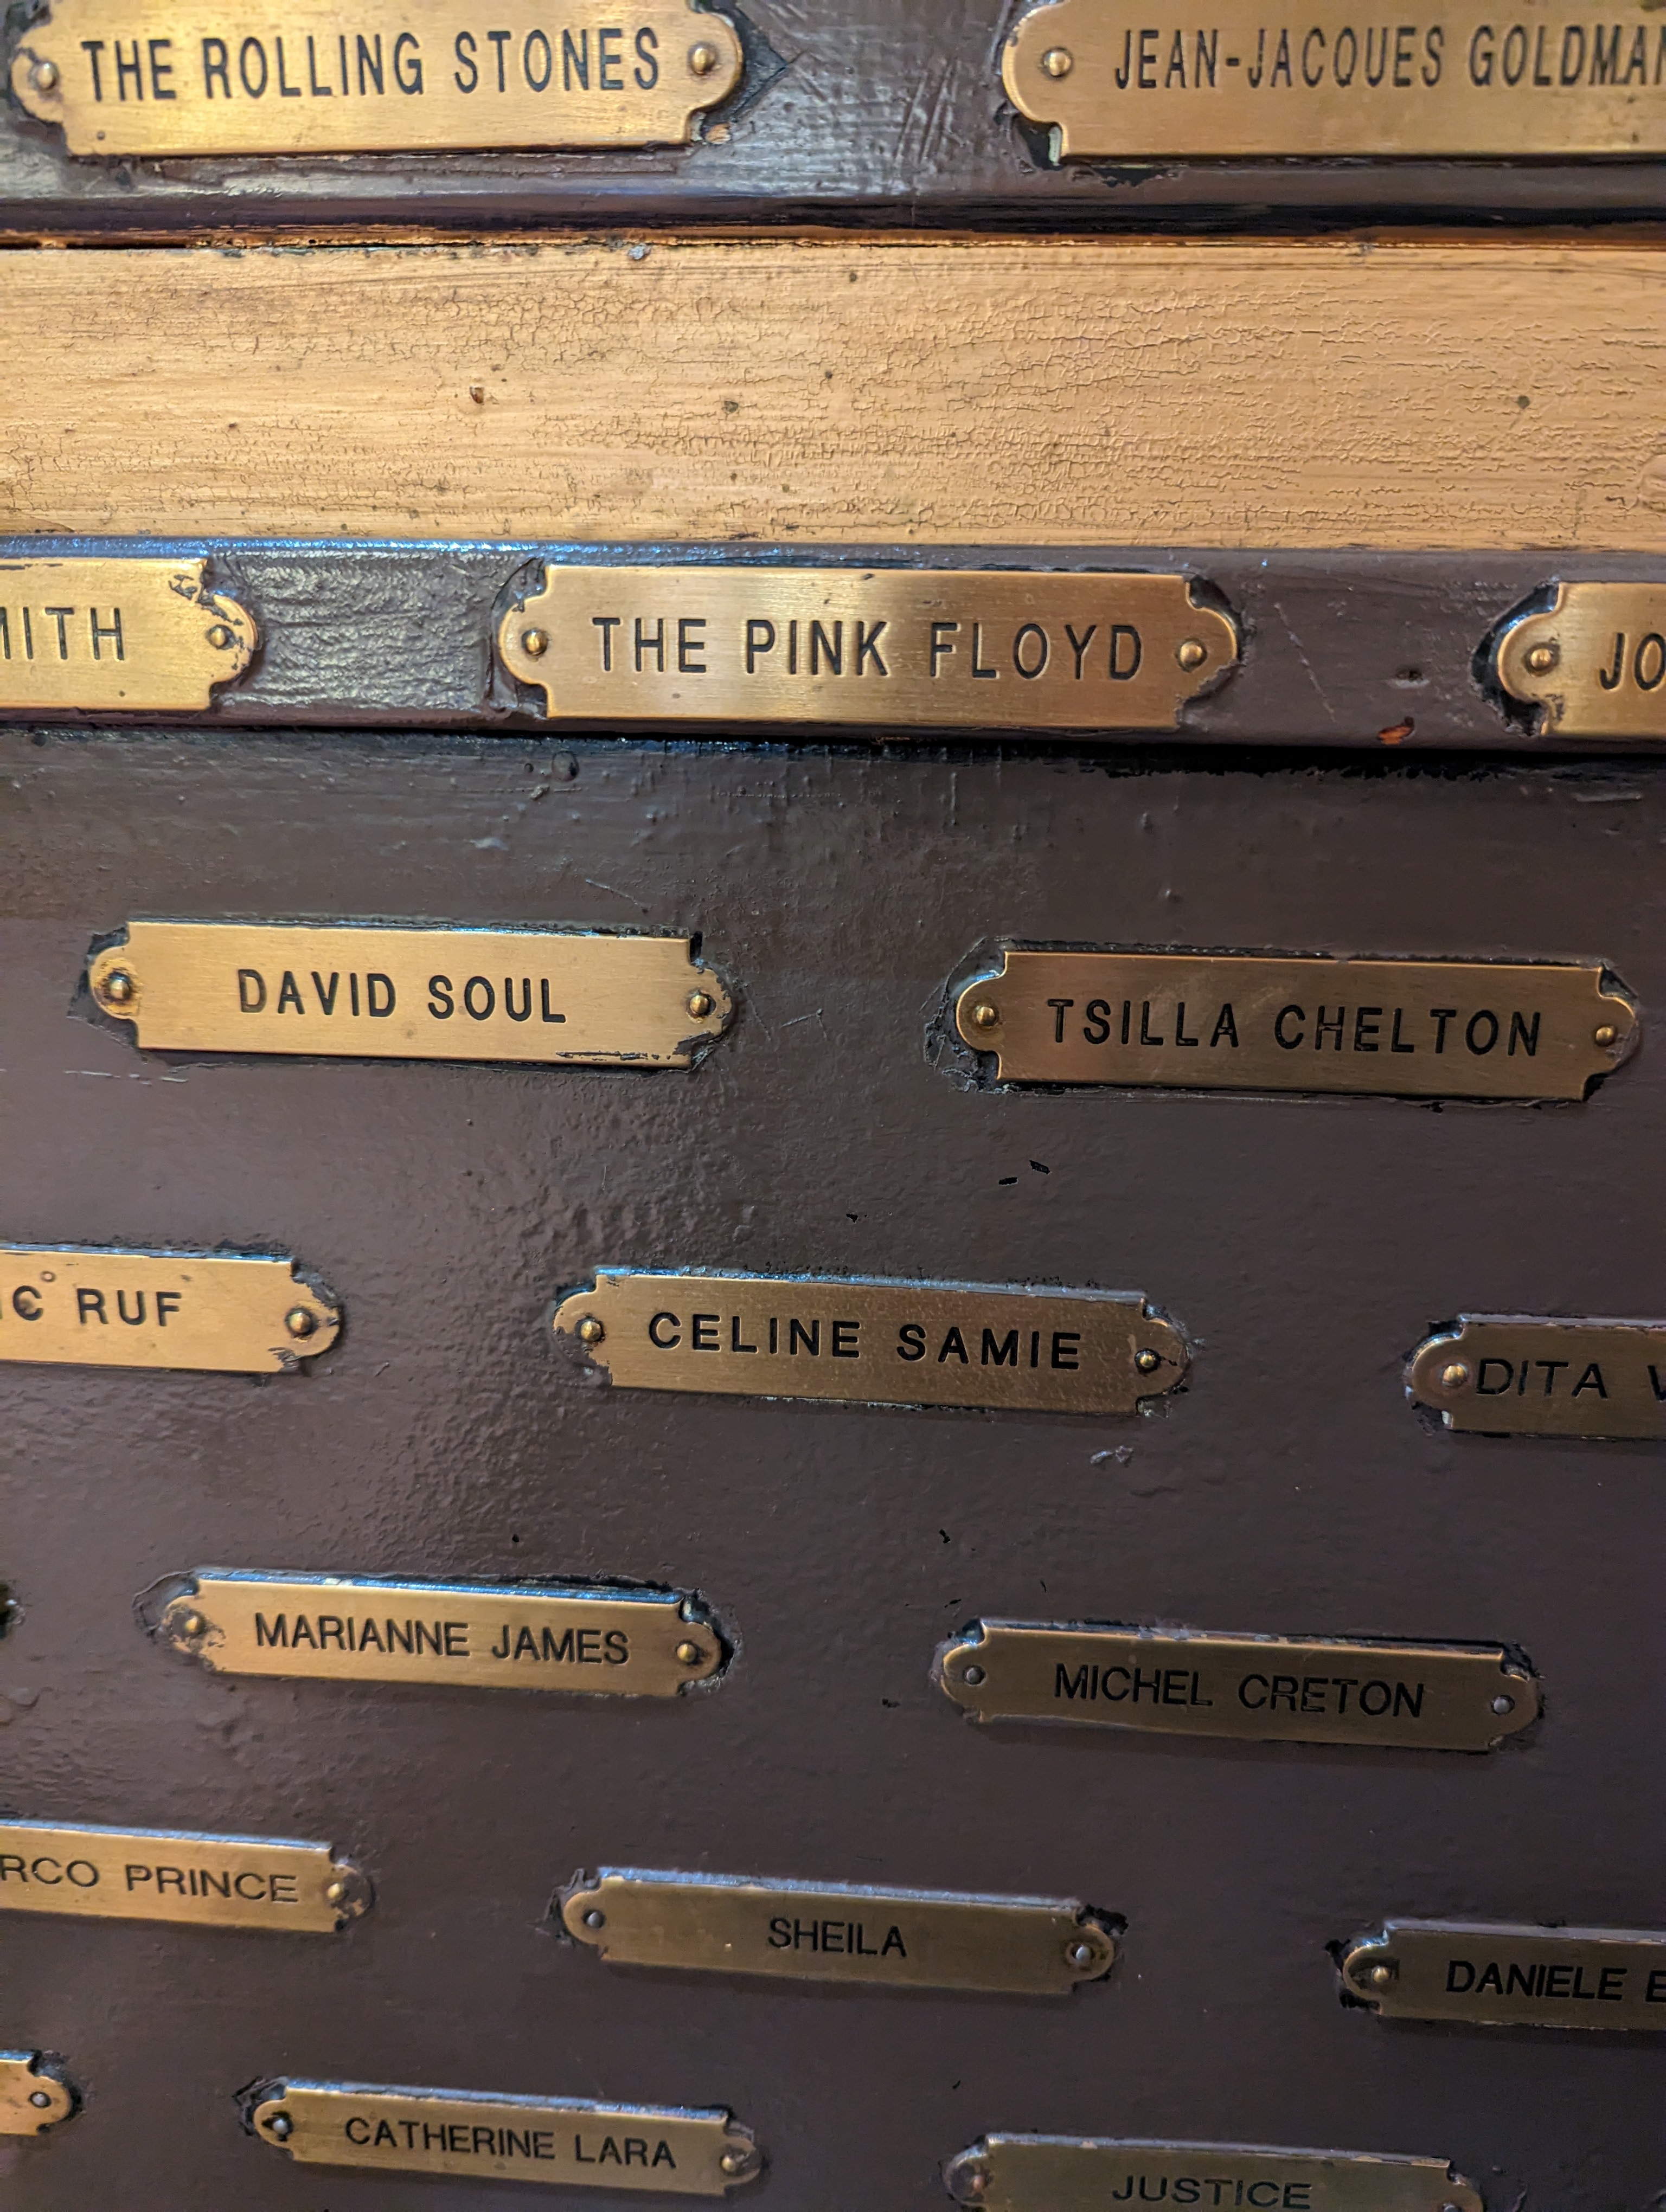 THE ROLLING STONES
JEAN-JACQUES GOLDMAN
THE PINK FLOYD
DAVID SOUL
TSILLA CHELTON
RUF
CELINE SAMIE
DITA
MARIANNE JAMES
MICHEL CRETON
PRINCE
SHEILA
DANIELE
CATHERINE LARA
JUSTICE